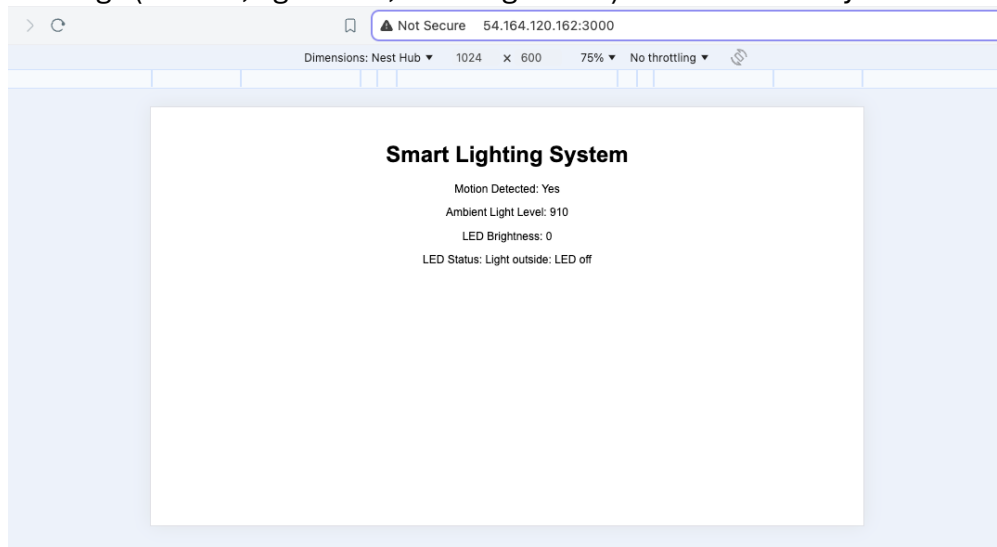 Not Secure 54.164.120.162:3000
Dimensions: Nest Hub ▼ 1024 × 600 75% ▼ No throttling ▼
Smart Lighting System
Motion Detected: Yes
Ambient Light Level: 910
LED Brightness: 0
LED Status: Light outside: LED off